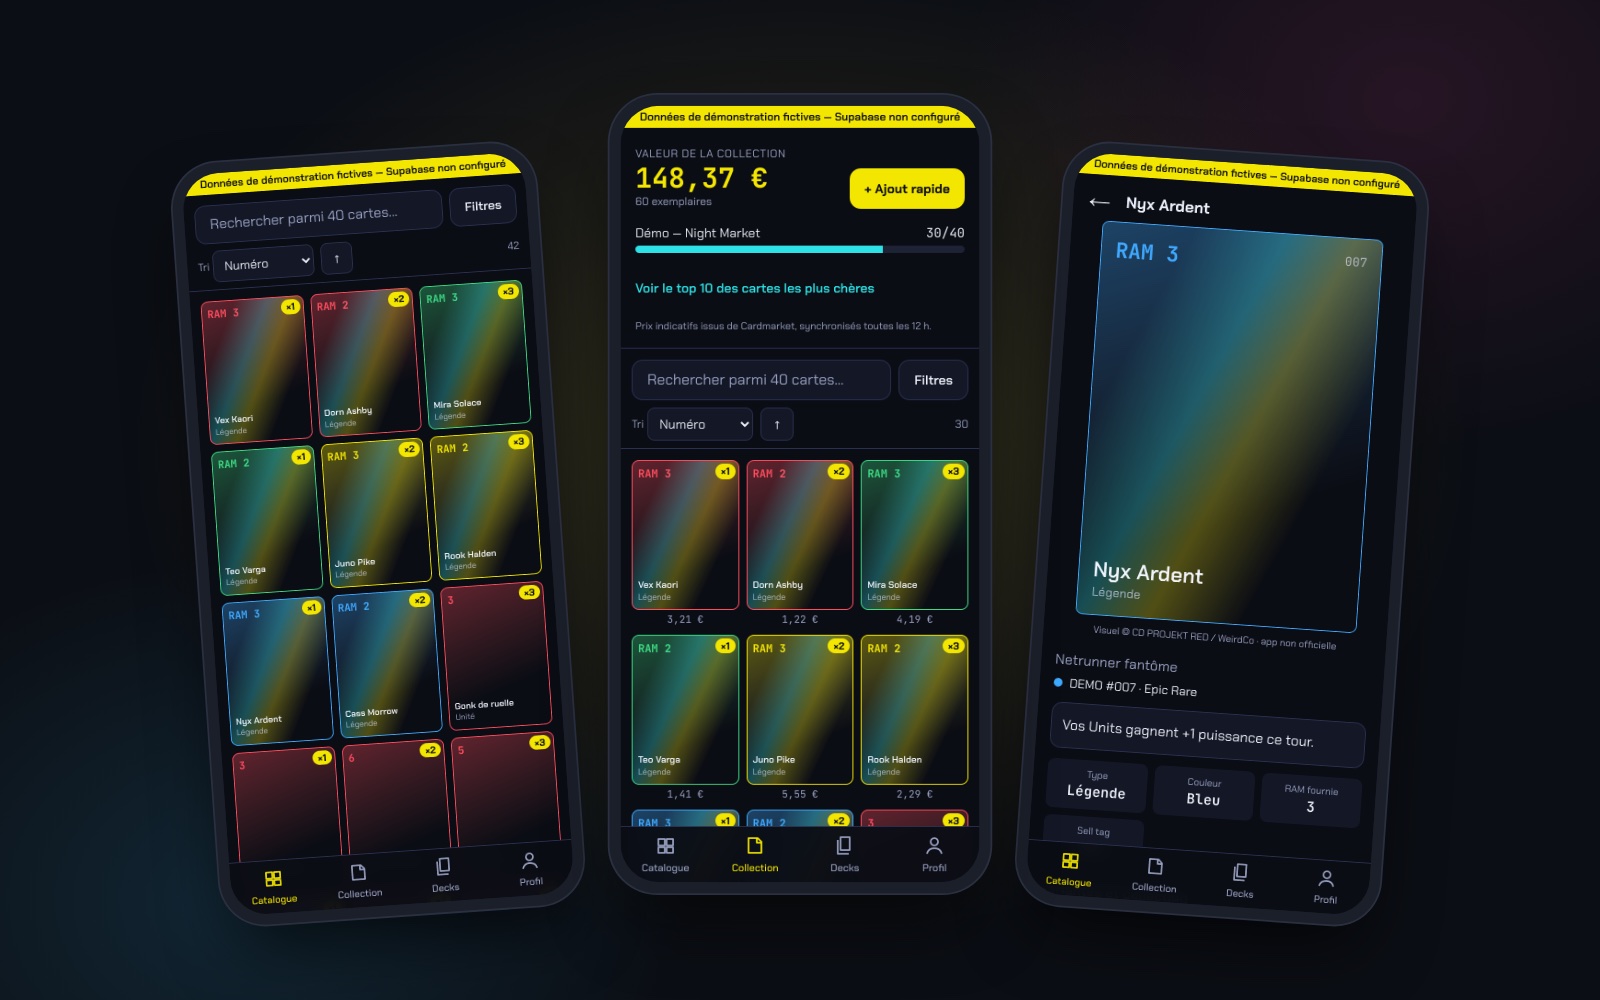 Données de démonstration fictives — Supabase non configuré
Rechercher parmi 40 cartes...
Filtres
Tri
Numéro
↑
42
RAM 3
×1
Vex Kaori
Légende
RAM 2
×2
Dorn Ashby
Légende
RAM 3
×3
Mira Solace
Légende
RAM 2
×1
Teo Varga
Légende
RAM 3
×2
Juno Pike
Légende
RAM 2
×3
Rook Halden
Légende
RAM 3
×1
Nyx Ardent
Légende
RAM 2
×2
Cass Morrow
Légende
3
×3
Gonk de ruelle
Unité
3
×1
6
×2
5
×3
Catalogue
Collection
Decks
Profil
Données de démonstration fictives — Supabase non configuré
VALEUR DE LA COLLECTION
148,37 €
60 exemplaires
+ Ajout rapide
Démo — Night Market
30/40
Voir le top 10 des cartes les plus chères
Prix indicatifs issus de Cardmarket, synchronisés toutes les 12 h.
Rechercher parmi 40 cartes...
Filtres
Tri
Numéro
↑
30
RAM 3
×1
Vex Kaori
Légende
3,21 €
RAM 2
×2
Dorn Ashby
Légende
1,22 €
RAM 3
×3
Mira Solace
Légende
4,19 €
RAM 2
×1
Teo Varga
Légende
1,41 €
RAM 3
×2
Juno Pike
Légende
5,55 €
RAM 2
×3
Rook Halden
Légende
2,29 €
RAM 3
×1
RAM 2
×2
3
×3
Catalogue
Collection
Decks
Profil
Données de démonstration fictives — Supabase non configuré
← Nyx Ardent
RAM 3
007
Nyx Ardent
Légende
Visuel © CD PROJEKT RED / WeirdCo · app non officielle
Netrunner fantôme
DEMO #007 · Epic Rare
Vos Units gagnent +1 puissance ce tour.
Type
Légende
Couleur
Bleu
RAM fournie
3
Sell tag
Catalogue
Collection
Decks
Profil